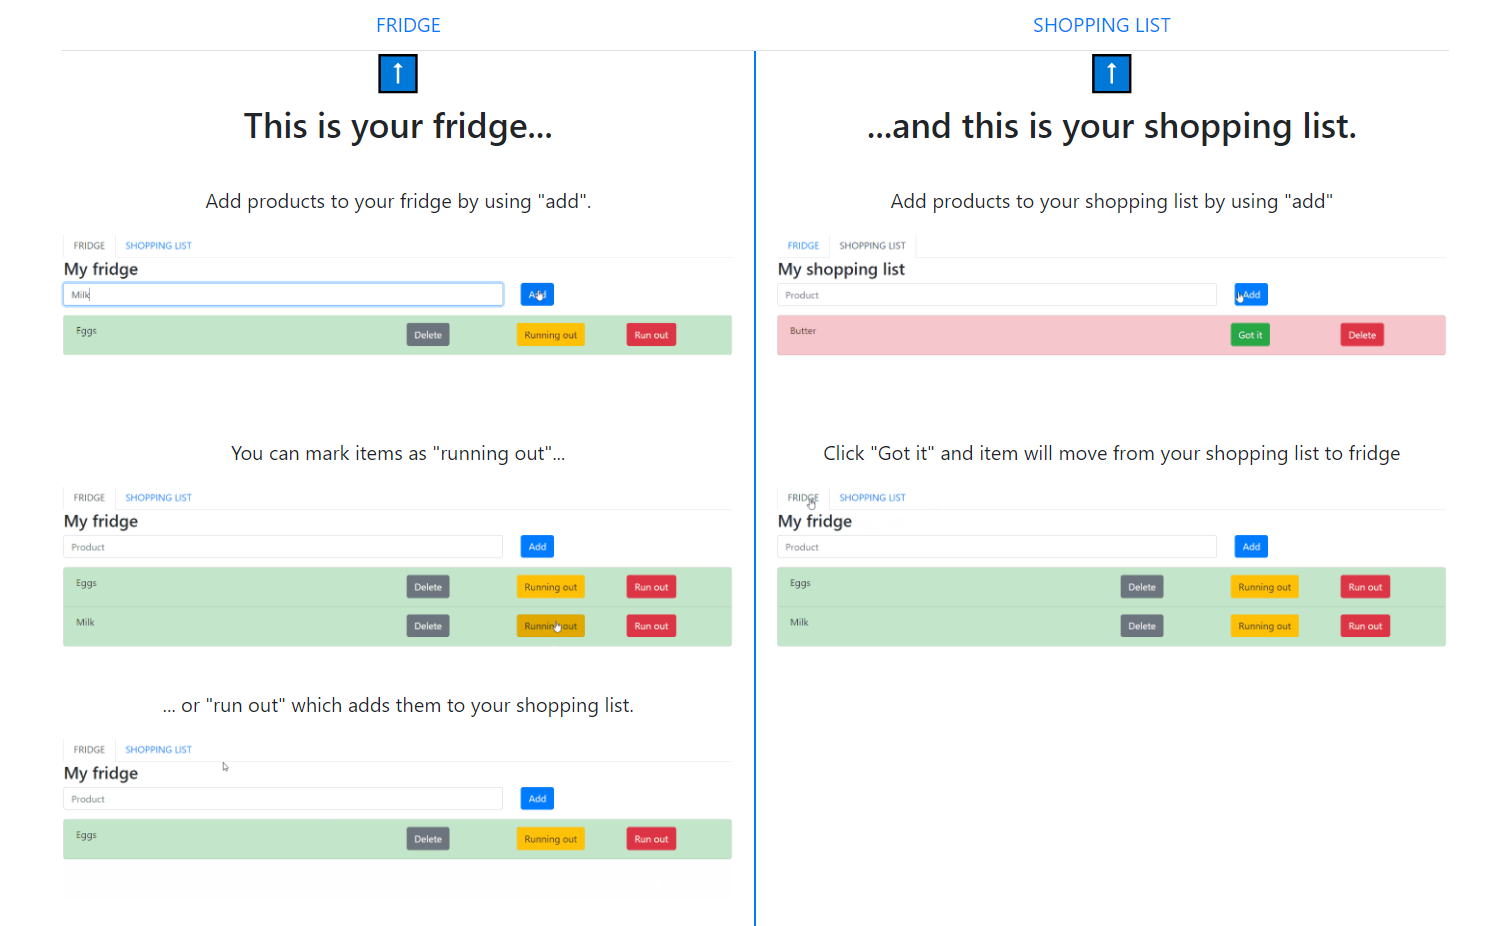 FRIDGE
SHOPPING LIST
↑
↑
This is your fridge...
...and this is your shopping list.
Add products to your fridge by using "add".
Add products to your shopping list by using "add"
FRIDGE SHOPPING LIST
My fridge
Milk Add
Eggs Delete Running out Run out
FRIDGE SHOPPING LIST
My shopping list
Product Add
Butter Got it Delete
You can mark items as "running out"...
Click "Got it" and item will move from your shopping list to fridge
FRIDGE SHOPPING LIST
My fridge
Product Add
Eggs Delete Running out Run out
Milk Delete Running out Run out
FRIDGE SHOPPING LIST
My fridge
Product Add
Eggs Delete Running out Run out
Milk Delete Running out Run out
... or "run out" which adds them to your shopping list.
FRIDGE SHOPPING LIST
My fridge
Product Add
Eggs Delete Running out Run out